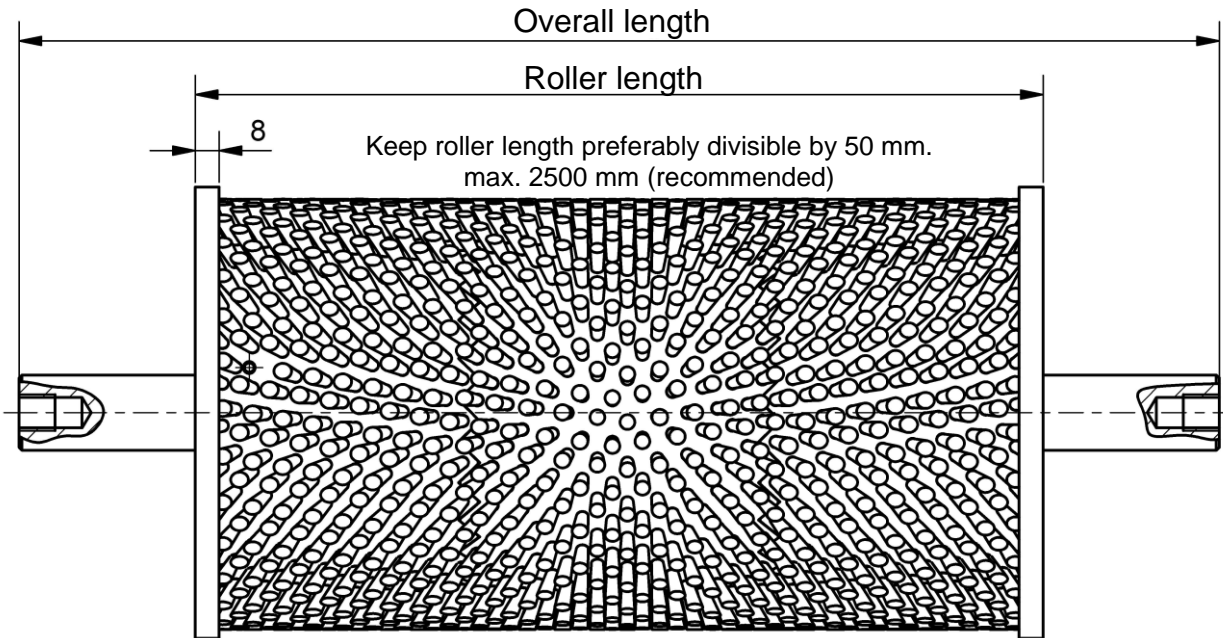 Overall length
Roller length
8
Keep roller length preferably divisible by 50 mm.
max. 2500 mm (recommended)